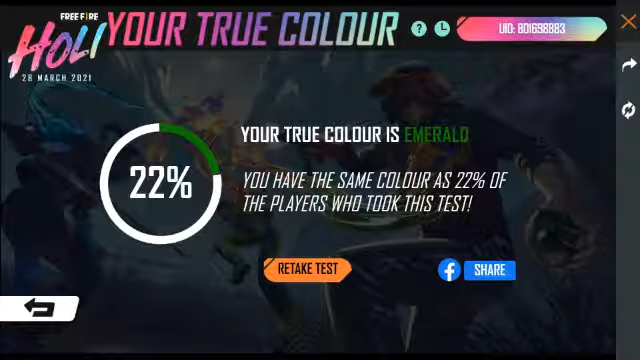 FREE FIRE
HOLI
28 MARCH 2021
YOUR TRUE COLOUR
?
UID: 801698983
YOUR TRUE COLOUR IS EMERALD
22%
YOU HAVE THE SAME COLOUR AS 22% OF
THE PLAYERS WHO TOOK THIS TEST!
RETAKE TEST
f SHARE